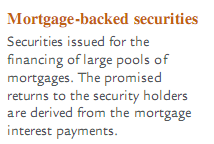 Mortgage-backed securities
Securities issued for the
financing of large pools of
mortgages. The promised
returns to the security holders
are derived from the mortgage
interest payments.